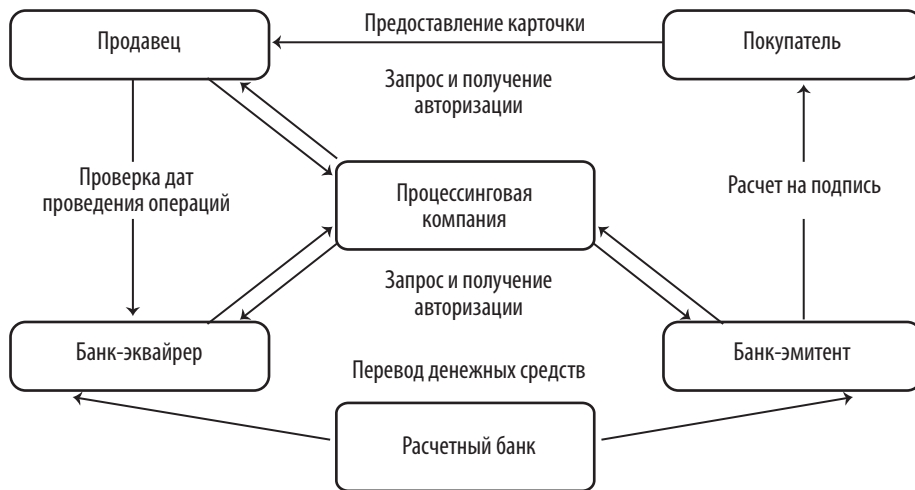 Продавец
Предоставление карточки
Покупатель
Запрос и получение
авторизации
Проверка дат
проведения операций
Процессинговая
компания
Расчет на подпись
Запрос и получение
авторизации
Банк-эквайрер
Банк-эмитент
Перевод денежных средств
Расчетный банк